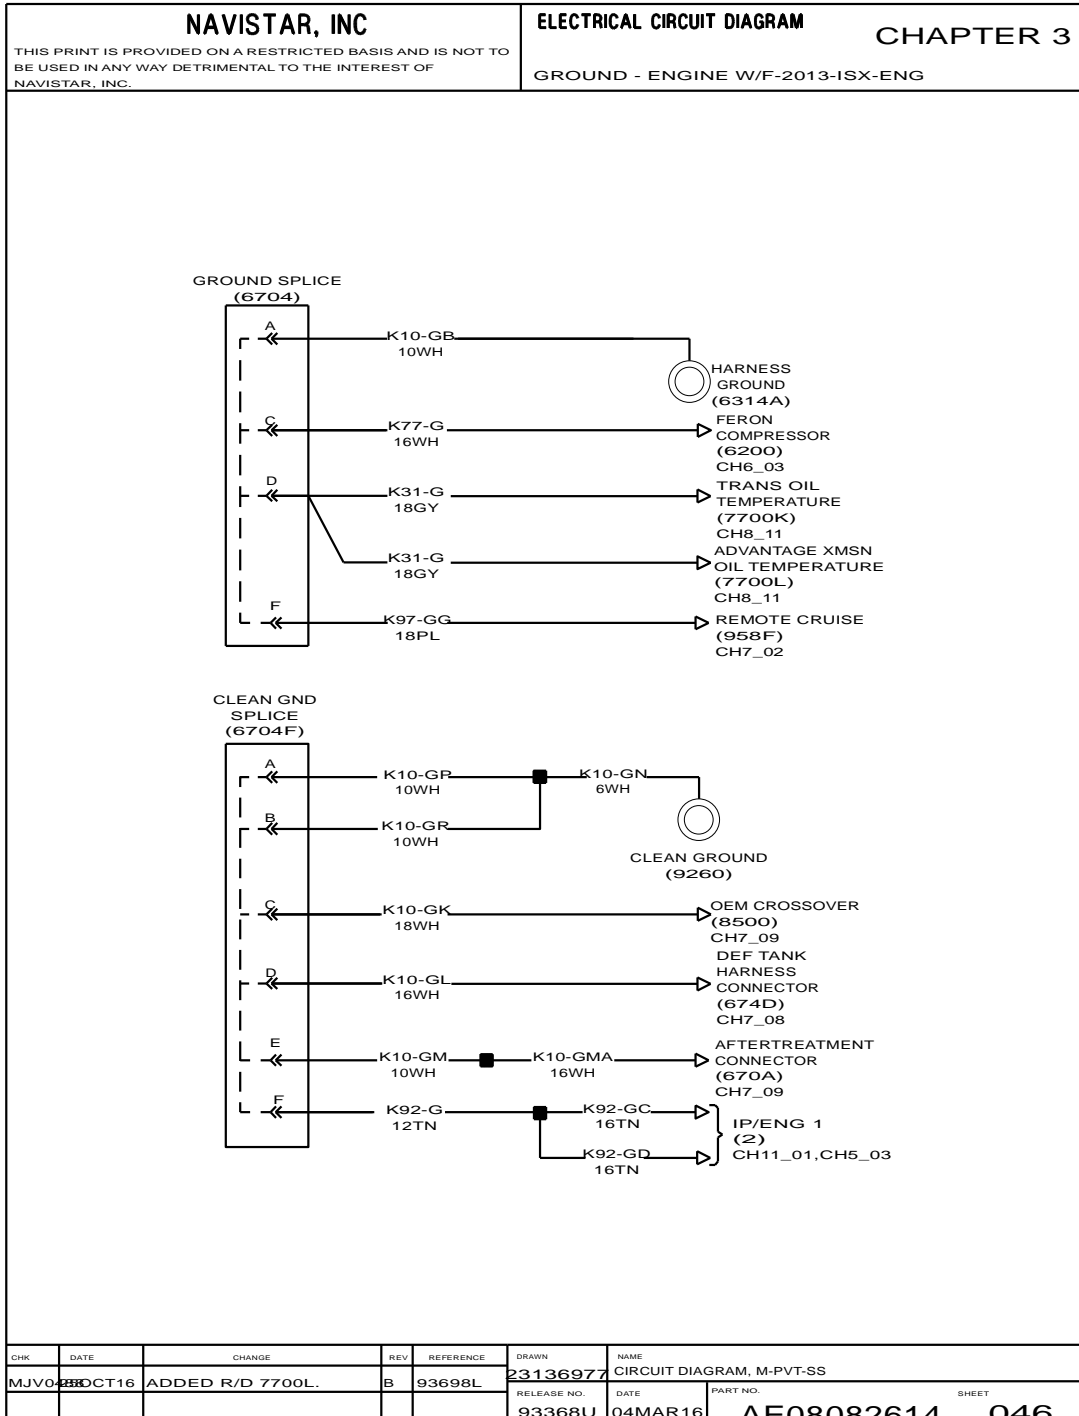 NAVISTAR, INC
THIS PRINT IS PROVIDED ON A RESTRICTED BASIS AND IS NOT TO
BE USED IN ANY WAY DETRIMENTAL TO THE INTEREST OF
NAVISTAR, INC.
ELECTRICAL CIRCUIT DIAGRAM
CHAPTER 3
GROUND - ENGINE W/F-2013-ISX-ENG
GROUND SPLICE
(6704)
A
K10-GB
10WH
HARNESS
GROUND
(6314A)
C
K77-G
16WH
FERON
COMPRESSOR
(6200)
CH6_03
D
K31-G
18GY
TRANS OIL
TEMPERATURE
(7700K)
CH8_11
K31-G
18GY
ADVANTAGE XMSN
OIL TEMPERATURE
(7700L)
CH8_11
F
K97-GG
18PL
REMOTE CRUISE
(958F)
CH7_02
CLEAN GND
SPLICE
(6704F)
A
K10-GP
10WH
K10-GN
6WH
B
K10-GR
10WH
CLEAN GROUND
(9260)
C
K10-GK
18WH
OEM CROSSOVER
(8500)
CH7_09
D
K10-GL
16WH
DEF TANK
HARNESS
CONNECTOR
(674D)
CH7_08
E
K10-GM
10WH
K10-GMA
16WH
AFTERTREATMENT
CONNECTOR
(670A)
CH7_09
F
K92-G
12TN
K92-GC
16TN
K92-GD
16TN
IP/ENG 1
(2)
CH11_01,CH5_03
CHK DATE CHANGE REV REFERENCE
ADDED R/D 7700L. B 93698L
DRAWN
23136977
NAME
CIRCUIT DIAGRAM, M-PVT-SS
RELEASE NO.
93368U
DATE
04MAR16
PART NO.
AE08082614
SHEET
046